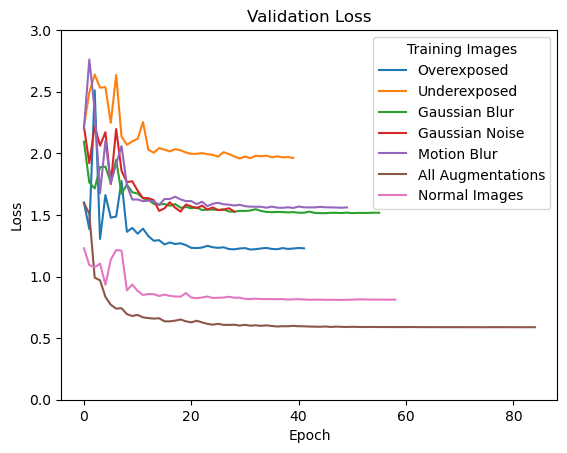 Validation Loss
3.0
2.5
2.0
1.5
1.0
0.5
0.0
Loss
Training Images
Overexposed
Underexposed
Gaussian Blur
Gaussian Noise
Motion Blur
All Augmentations
Normal Images
0 20 40 60 80
Epoch